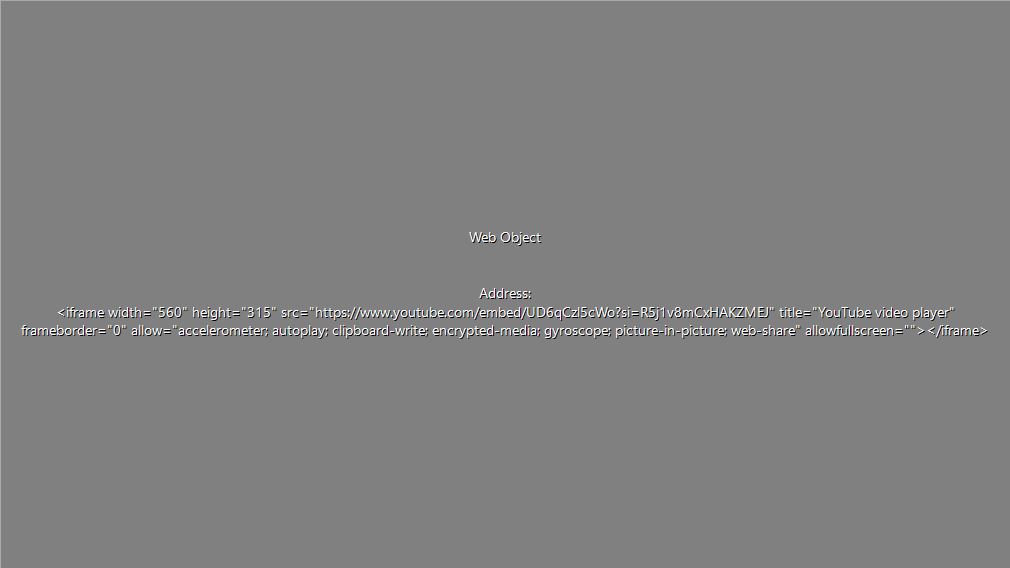 Web Object
Address:
<iframe width="560" height="315" src="https://www.youtube.com/embed/UD6qCzl5cWo?si=R5j1v8mCxHAKZMEJ" title="YouTube video player"
frameborder="0" allow="accelerometer; autoplay; clipboard-write; encrypted-media; gyroscope; picture-in-picture; web-share" allowfullscreen=""></iframe>